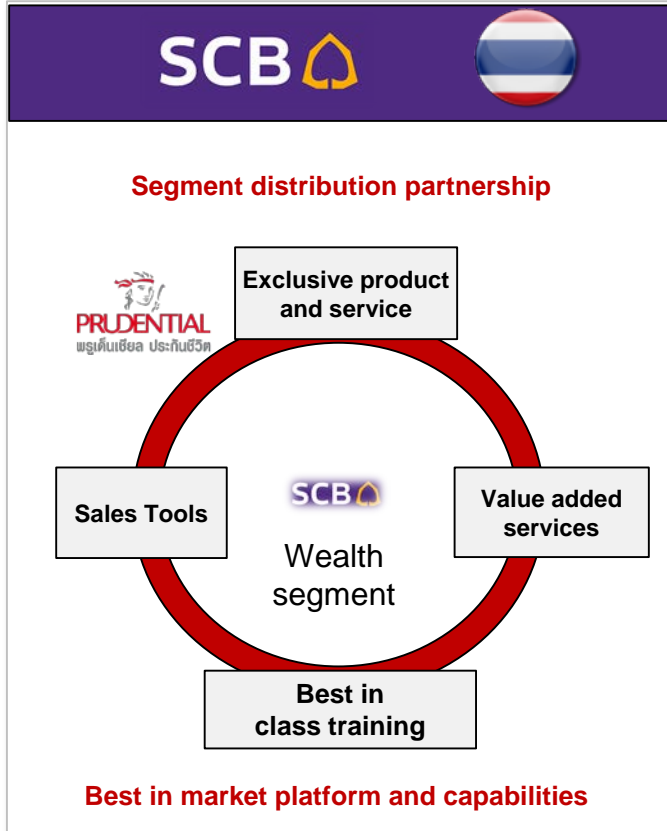 SCB
Segment distribution partnership
PRUDENTIAL
พรูเด็นเชียล ประกันชีวิต
Exclusive product
and service
Sales Tools
SCB
Wealth
segment
Value added
services
Best in
class training
Best in market platform and capabilities